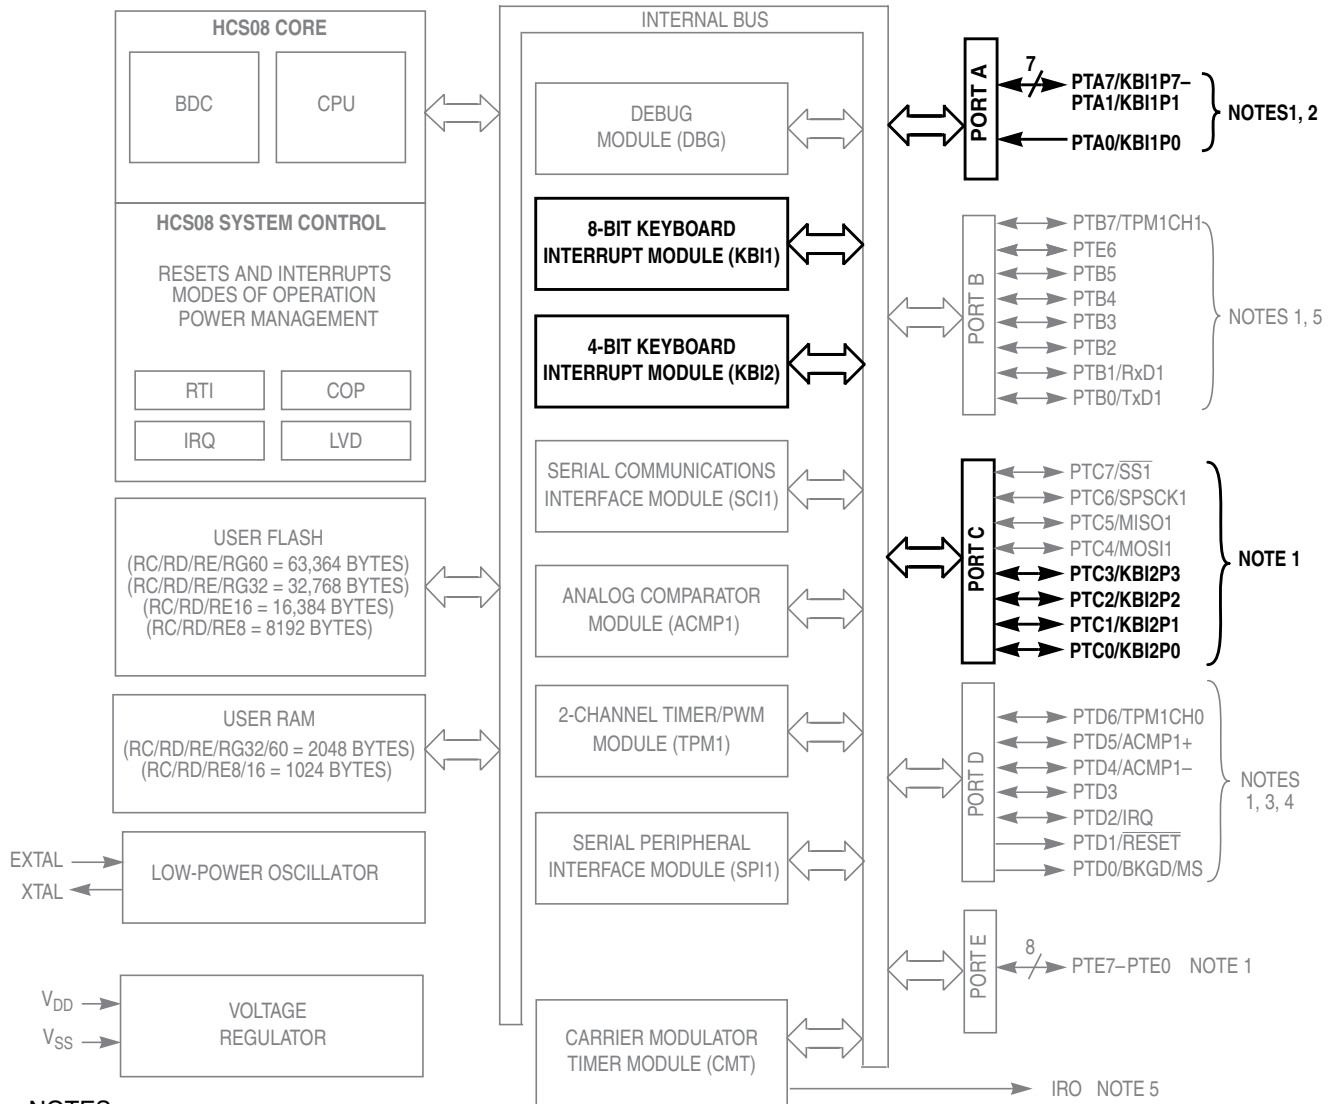 HCS08 CORE
BDC
CPU
HCS08 SYSTEM CONTROL
RESETS AND INTERRUPTS
MODES OF OPERATION
POWER MANAGEMENT
RTI
COP
IRQ
LVD
USER FLASH
(RC/RD/RE/RG60 = 63,364 BYTES)
(RC/RD/RE/RG32 = 32,768 BYTES)
(RC/RD/RE16 = 16,384 BYTES)
(RC/RD/RE8 = 8192 BYTES)
USER RAM
(RC/RD/RE/RG32/60 = 2048 BYTES)
(RC/RD/RE8/16 = 1024 BYTES)
EXTAL
XTAL
LOW-POWER OSCILLATOR
VDD
VSS
VOLTAGE
REGULATOR
INTERNAL BUS
DEBUG
MODULE (DBG)
8-BIT KEYBOARD
INTERRUPT MODULE (KBI1)
4-BIT KEYBOARD
INTERRUPT MODULE (KBI2)
SERIAL COMMUNICATIONS
INTERFACE MODULE (SCI1)
ANALOG COMPARATOR
MODULE (ACMP1)
2-CHANNEL TIMER/PWM
MODULE (TPM1)
SERIAL PERIPHERAL
INTERFACE MODULE (SPI1)
CARRIER MODULATOR
TIMER MODULE (CMT)
PORT A
7
PTA7/KBI1P7–
PTA1/KBI1P1
PTA0/KBI1P0
NOTES1, 2
PORT B
PTB7/TPM1CH1
PTE6
PTB5
PTB4
PTB3
PTB2
PTB1/RxD1
PTB0/TxD1
NOTES 1, 5
PORT C
PTC7/SS1
PTC6/SPSCK1
PTC5/MISO1
PTC4/MOSI1
PTC3/KBI2P3
PTC2/KBI2P2
PTC1/KBI2P1
PTC0/KBI2P0
NOTE 1
PORT D
PTD6/TPM1CH0
PTD5/ACMP1+
PTD4/ACMP1–
PTD3
PTD2/IRQ
PTD1/RESET
PTD0/BKGD/MS
NOTES
1, 3, 4
PORT E
8
PTE7–PTE0 NOTE 1
IRO NOTE 5